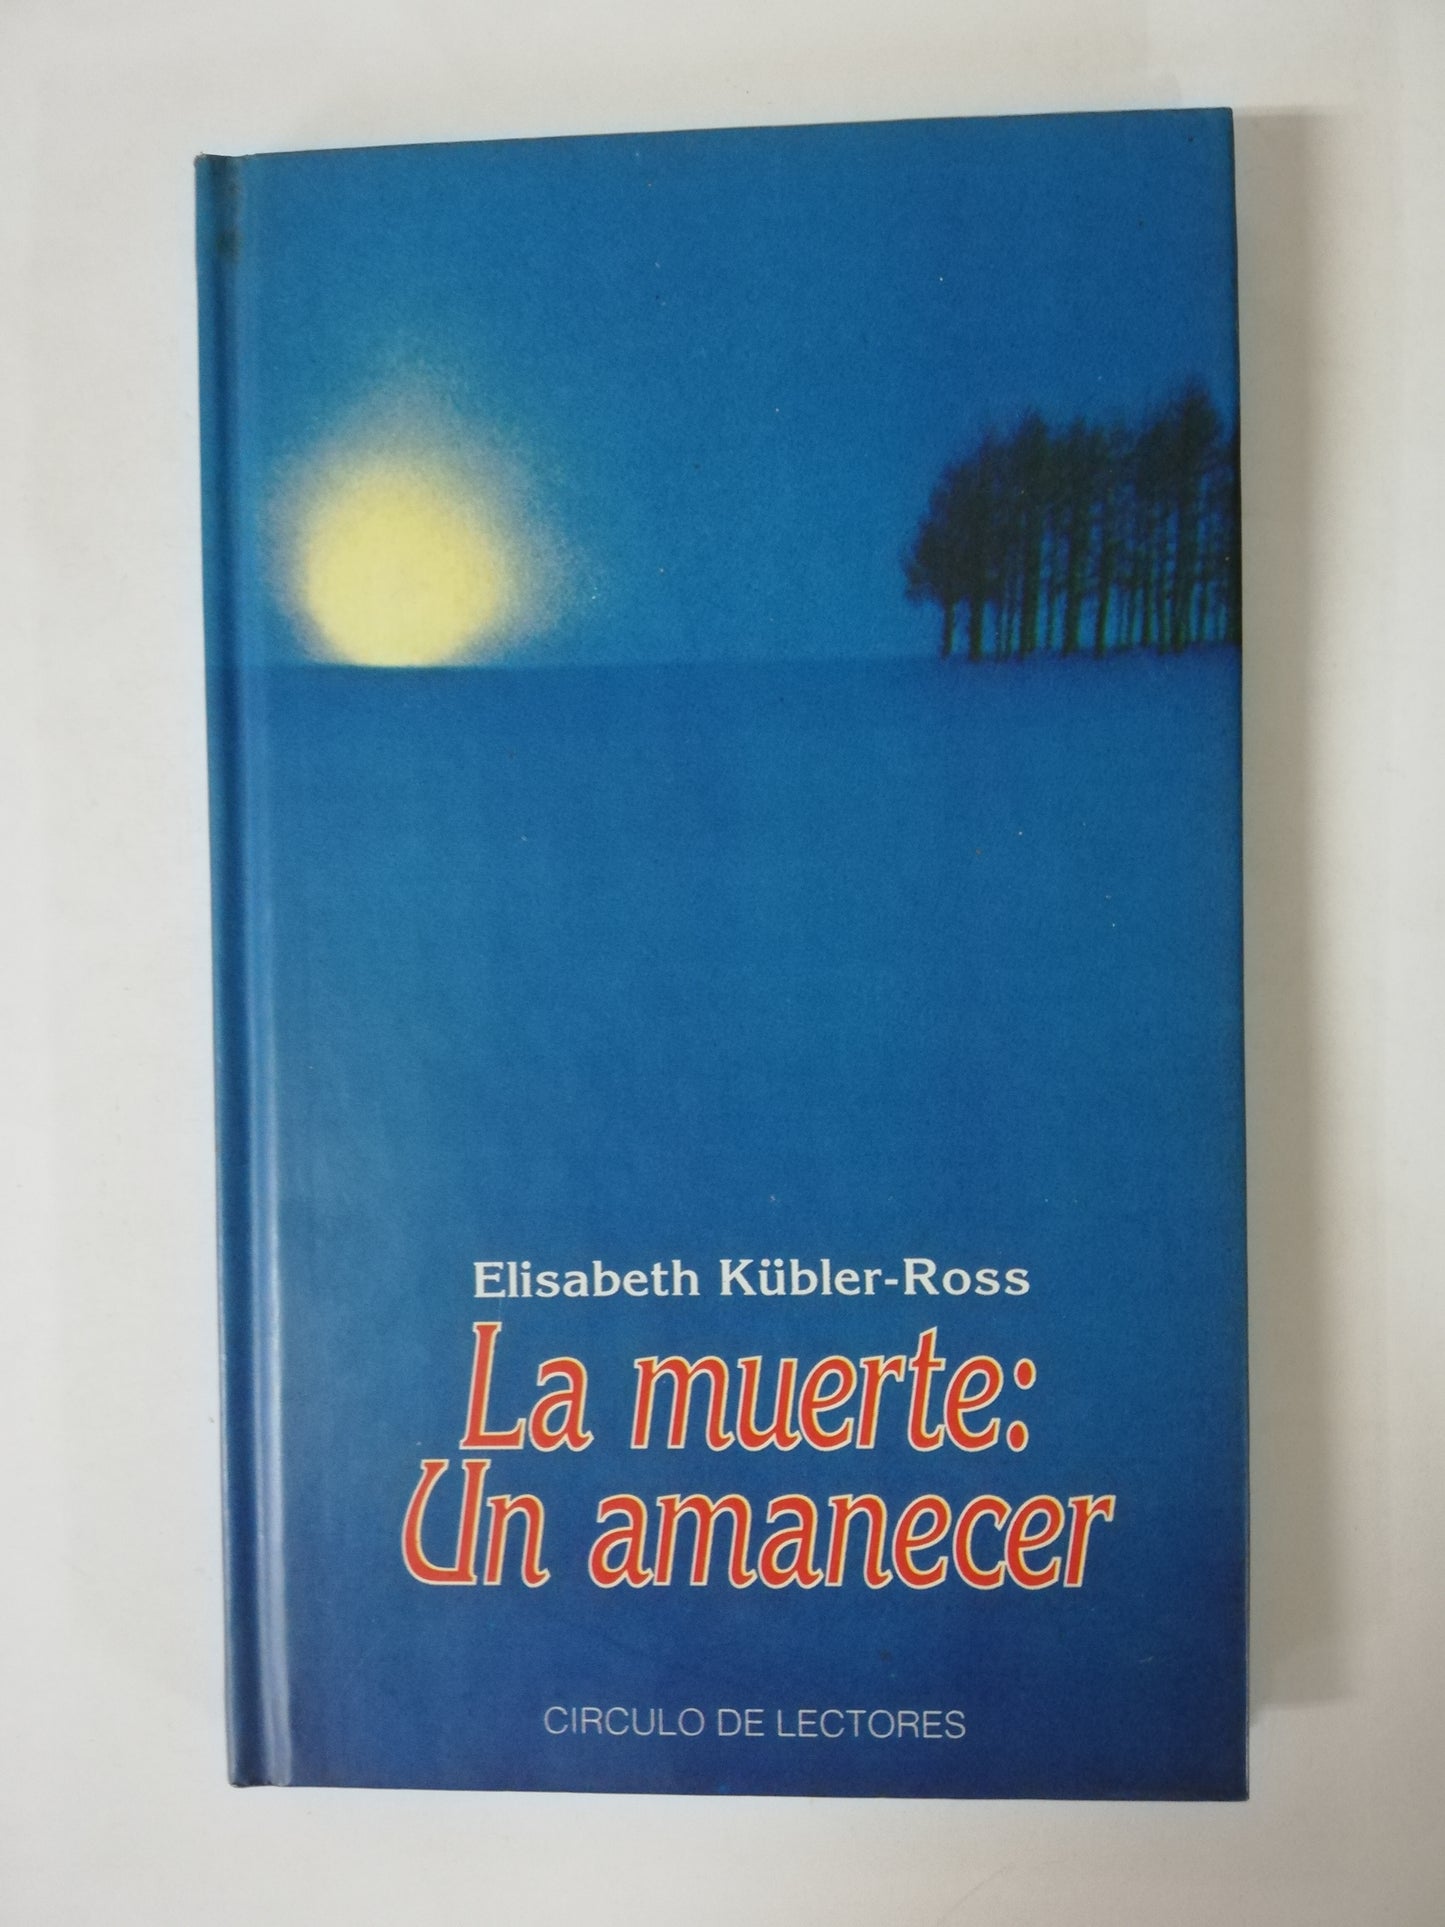 Elisabeth Kübler-Ross
La muerte:
Un amanecer
CIRCULO DE LECTORES